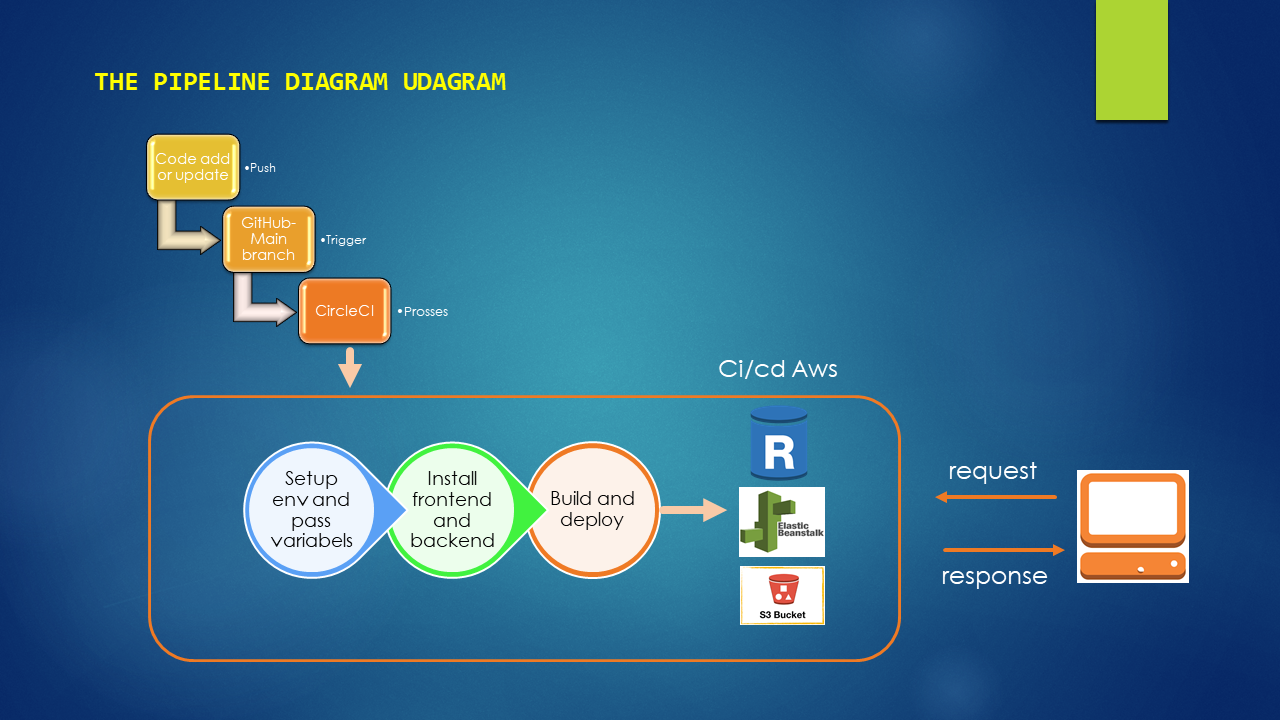 THE PIPELINE DIAGRAM UDAGRAM
Code add
or update
•Push
GitHub-
Main
branch
•Trigger
CircleCI
•Prosses
Ci/cd Aws
R
Setup
env and
pass
variabels
Install
frontend
and
backend
Build and
deploy
Elastic
Beanstalk
S3 Bucket
request
response